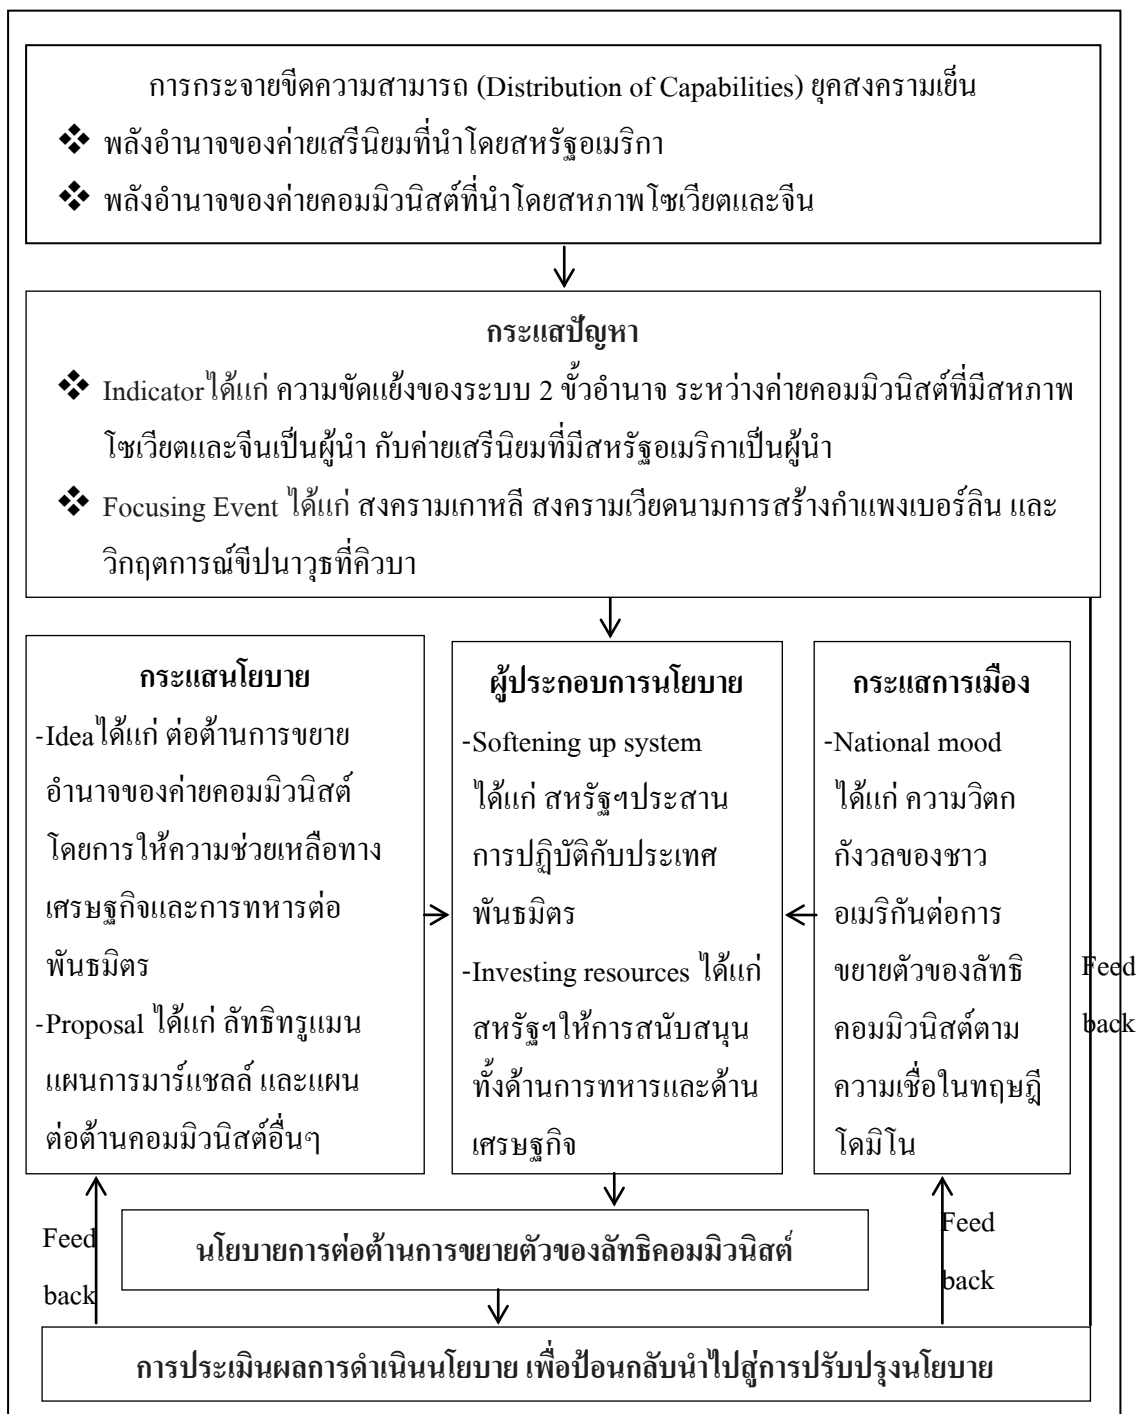 การกระจายขีดความสามารถ (Distribution of Capabilities) ยุคสงครามเย็น
❖ พลังอำนาจของค่ายเสรีนิยมที่นำโดยสหรัฐอเมริกา
❖ พลังอำนาจของค่ายคอมมิวนิสต์ที่นำโดยสหภาพโซเวียตและจีน
กระแสปัญหา
❖ Indicatorได้แก่ ความขัดแย้งของระบบ 2 ขั้วอำนาจ ระหว่างค่ายคอมมิวนิสต์ที่มีสหภาพ
โซเวียตและจีนเป็นผู้นำ กับค่ายเสรีนิยมที่มีสหรัฐอเมริกาเป็นผู้นำ
❖ Focusing Event ได้แก่ สงครามเกาหลี สงครามเวียดนามการสร้างกำแพงเบอร์ลิน และ
วิกฤตการณ์ขีปนาวุธที่คิวบา
กระแสนโยบาย
-Ideaได้แก่ ต่อต้านการขยาย
อำนาจของค่ายคอมมิวนิสต์
โดยการให้ความช่วยเหลือทาง
เศรษฐกิจและการทหารต่อ
พันธมิตร
-Proposal ได้แก่ ลัทธิทรูแมน
แผนการมาร์แชลล์ และแผน
ต่อต้านคอมมิวนิสต์อื่นๆ
ผู้ประกอบการนโยบาย
-Softening up system
ได้แก่ สหรัฐฯประสาน
การปฏิบัติกับประเทศ
พันธมิตร
-Investing resources ได้แก่
สหรัฐฯให้การสนับสนุน
ทั้งด้านการทหารและด้าน
เศรษฐกิจ
กระแสการเมือง
-National mood
ได้แก่ ความวิตก
กังวลของชาว
อเมริกันต่อการ
ขยายตัวของลัทธิ
คอมมิวนิสต์ตาม
ความเชื่อในทฤษฎี
โดมิโน
Feed
back
Feed
back
นโยบายการต่อต้านการขยายตัวของลัทธิคอมมิวนิสต์
Feed
back
การประเมินผลการดำเนินนโยบาย เพื่อป้อนกลับนำไปสู่การปรับปรุงนโยบาย